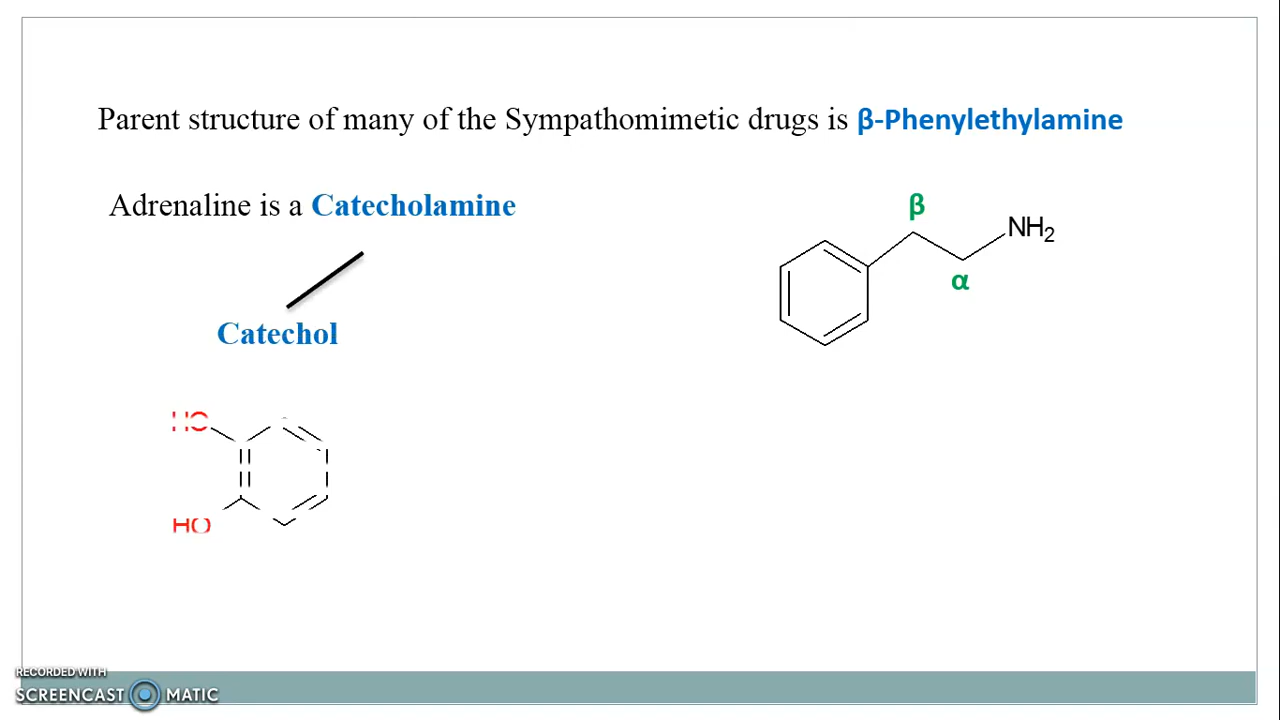 Parent structure of many of the Sympathomimetic drugs is β-Phenylethylamine
Adrenaline is a Catecholamine
β
NH2
α
Catechol
HO
HO
RECORDED WITH
SCREENCAST MATIC